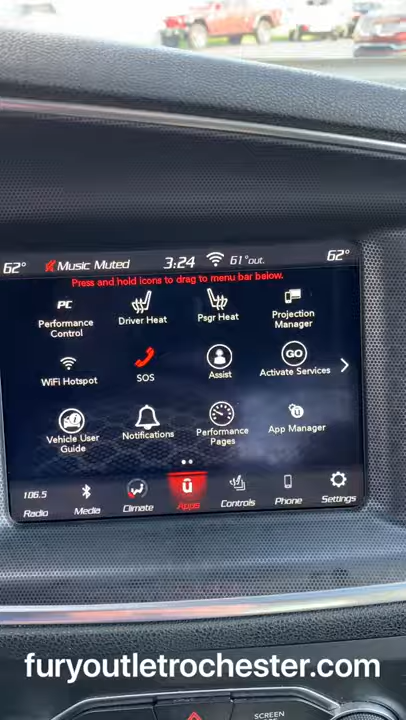 62° Music Muted 3:24 61°out. 62°
Press and hold icons to drag to menu bar below.
PC
Performance Control
Driver Heat
Psgr Heat
Projection Manager
WiFi Hotspot
SOS
Assist
GO
Activate Services
Vehicle User Guide
Notifications
Performance Pages
App Manager
106.5
Radio
Media
Climate
Apps
Controls
Phone
Settings
furyoutletrochester.com
SCREEN